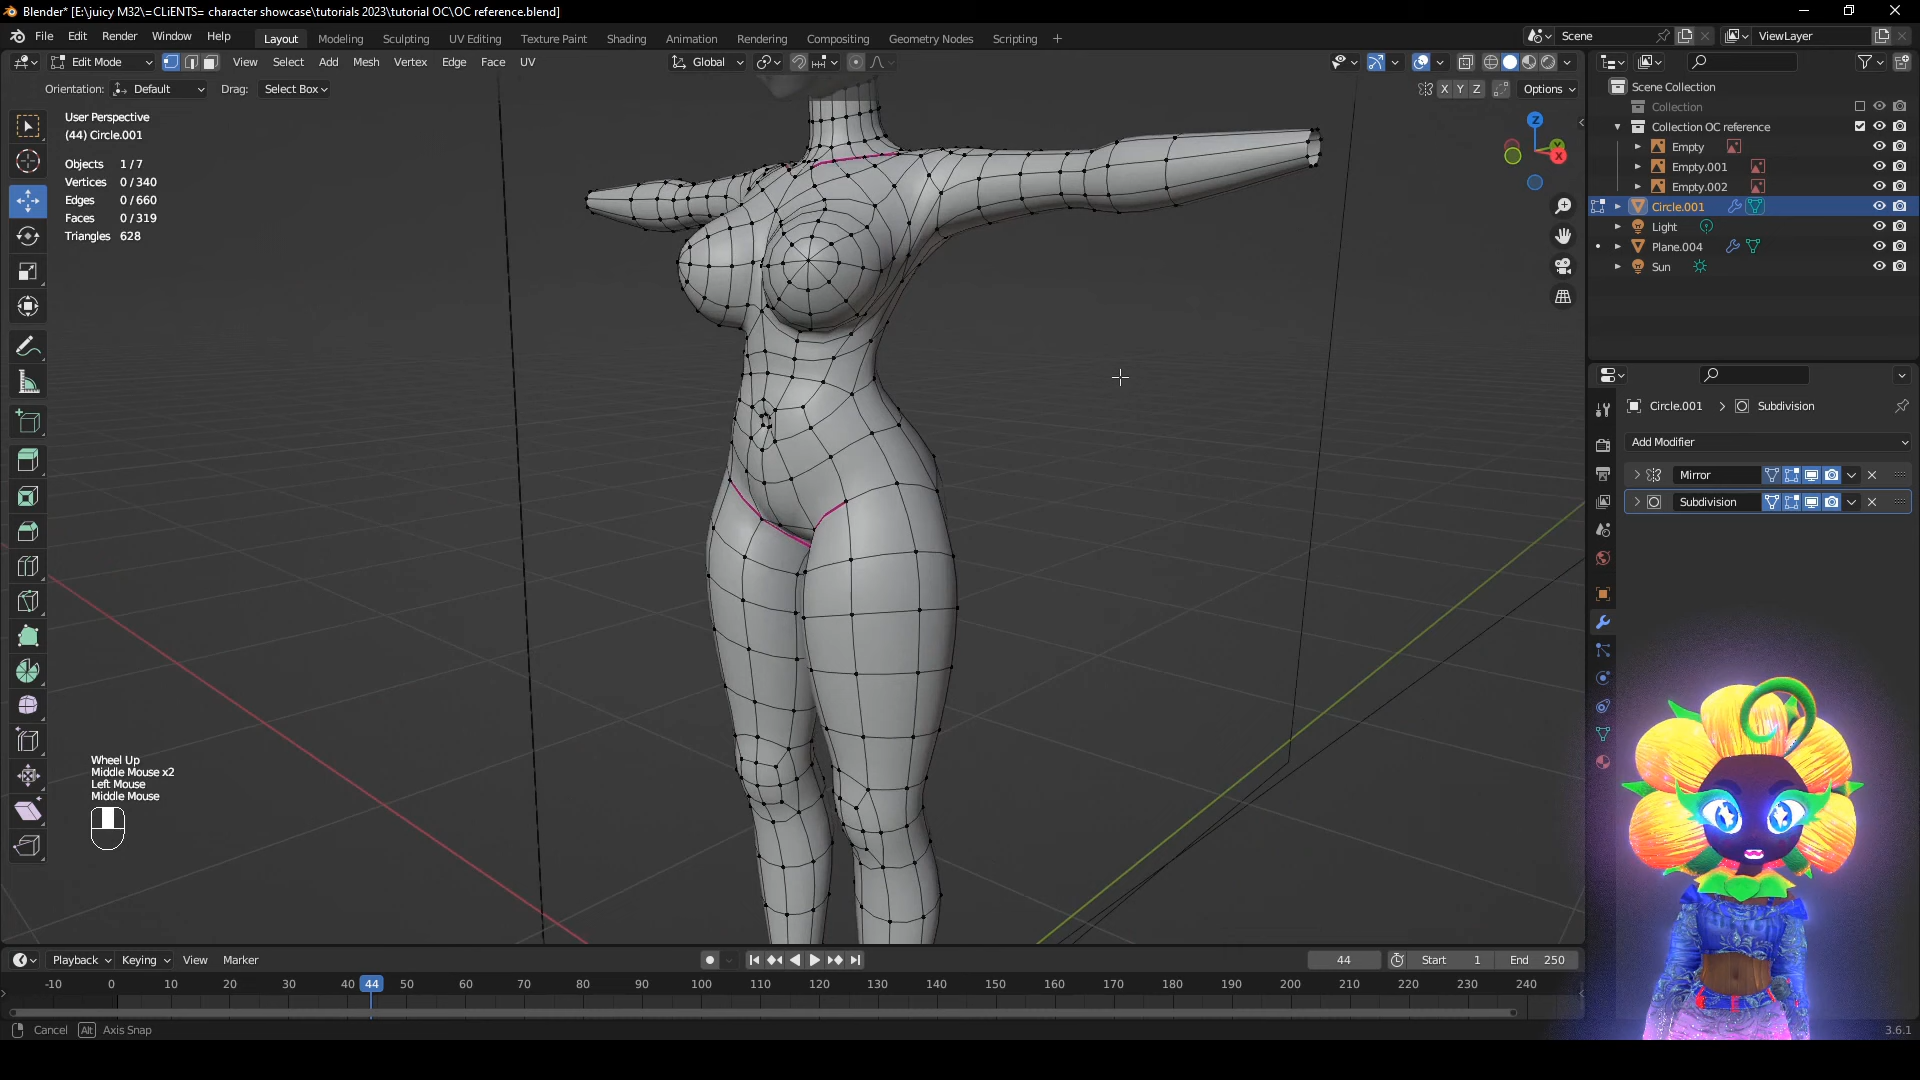 Blender* [E:\juicy M32\=CLiENTS= character showcase\tutorials 2023\tutorial OC\OC reference.blend]
File Edit Render Window Help Layout Modeling Sculpting UV Editing Texture Paint Shading Animation Rendering Compositing Geometry Nodes Scripting + Scene ViewLayer
Edit Mode View Select Add Mesh Vertex Edge Face UV Global
Orientation: Default Drag: Select Box X Y Z Options
User Perspective
(44) Circle.001
Objects 1/7
Vertices 0/340
Edges 0/660
Faces 0/319
Triangles 628
Z
Y
X
Scene Collection
Collection
Collection OC reference
Empty
Empty.001
Empty.002
Circle.001
Light
Plane.004
Sun
Circle.001 > Subdivision
Add Modifier
Mirror
Subdivision
Wheel Up
Middle Mouse x2
Left Mouse
Middle Mouse
Playback Keying View Marker 44 Start 1 End 250
-10 0 10 20 30 40 44 50 60 70 80 90 100 110 120 130 140 150 160 170 180 190 200 210 220 230 240
Cancel Alt Axis Snap 3.6.1